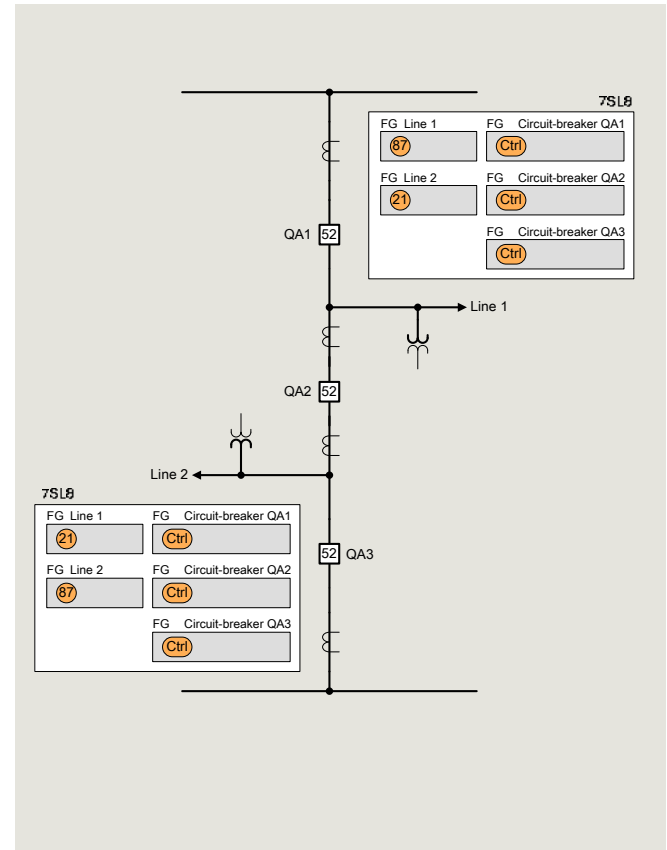 7SL8
FG Line 1 FG Circuit-breaker QA1
87 Ctrl
FG Line 2 FG Circuit-breaker QA2
21 Ctrl
FG Circuit-breaker QA3
Ctrl
QA1 52
Line 1
QA2 52
Line 2
7SL8
FG Line 1 FG Circuit-breaker QA1
21 Ctrl
FG Line 2 FG Circuit-breaker QA2
87 Ctrl
FG Circuit-breaker QA3
Ctrl
52 QA3